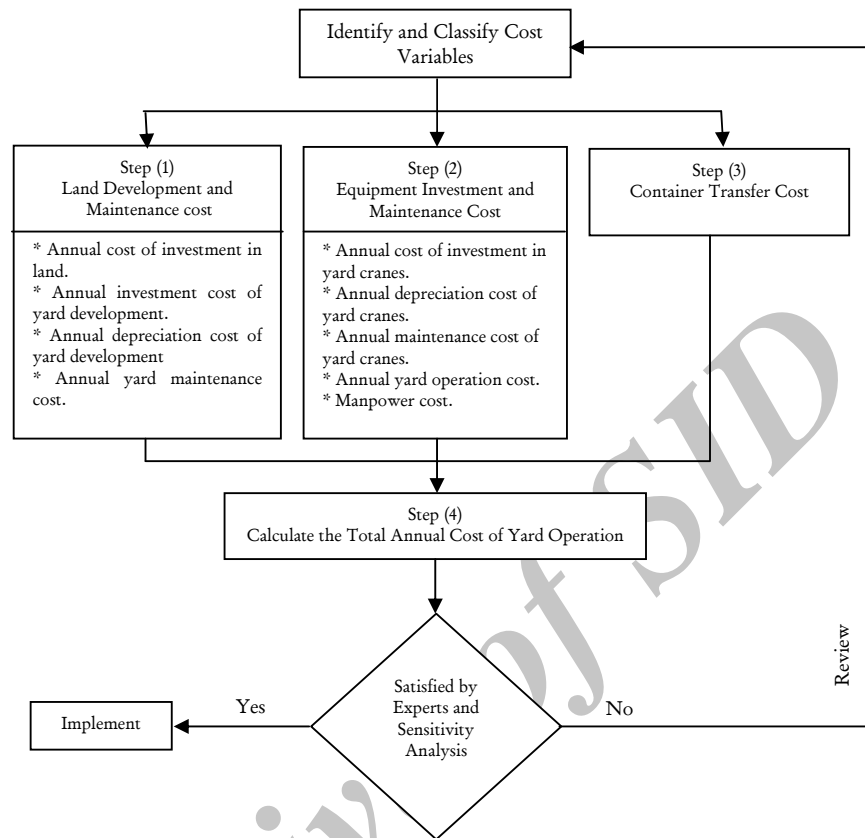 Identify and Classify Cost
Variables
Step (1)
Land Development and
Maintenance cost
* Annual cost of investment in
land.
* Annual investment cost of
yard development.
* Annual depreciation cost of
yard development
* Annual yard maintenance
cost.
Step (2)
Equipment Investment and
Maintenance Cost
* Annual cost of investment in
yard cranes.
* Annual depreciation cost of
yard cranes.
* Annual maintenance cost of
yard cranes.
* Annual yard operation cost.
* Manpower cost.
Step (3)
Container Transfer Cost
Step (4)
Calculate the Total Annual Cost of Yard Operation
Satisfied by
Experts and
Sensitivity
Analysis
Yes
Implement
No
Review
of SID